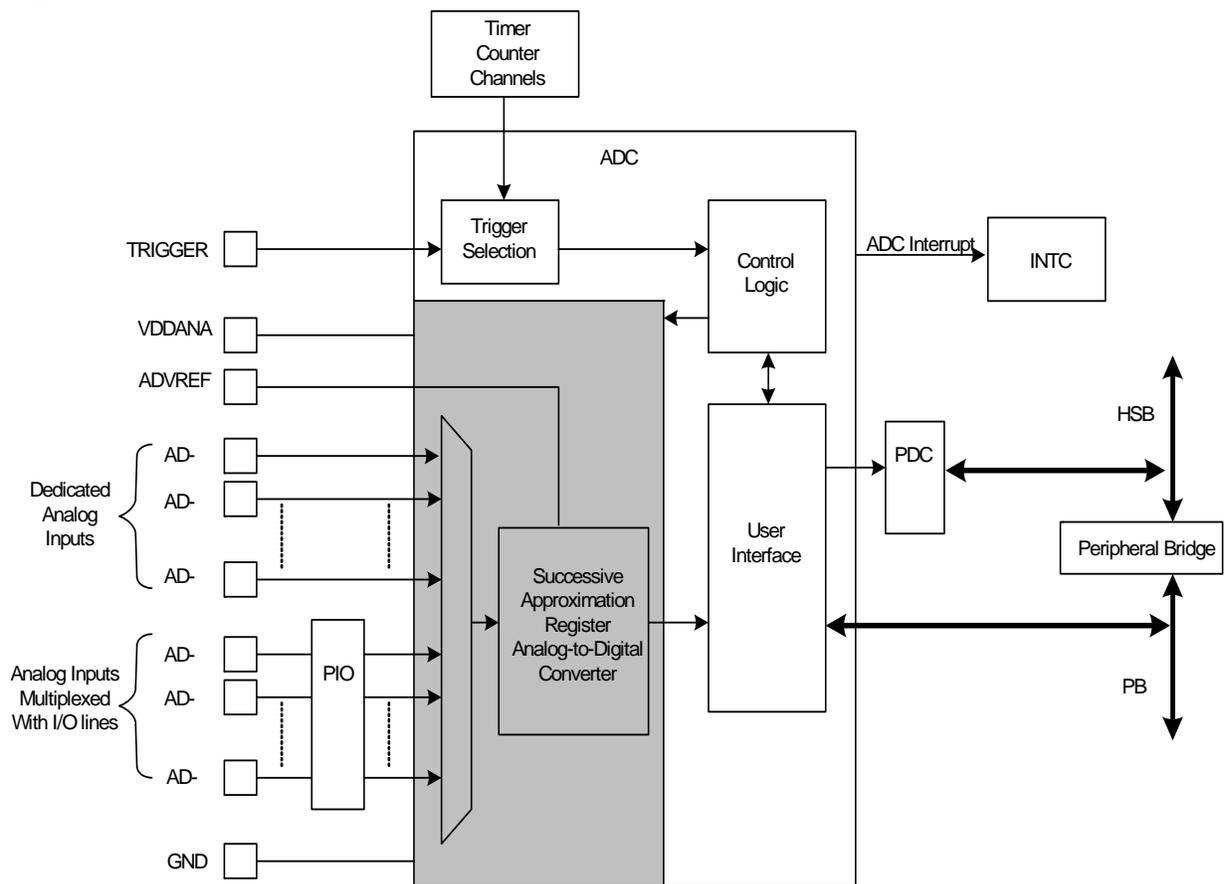 Timer
Counter
Channels
ADC
TRIGGER
Trigger
Selection
Control
Logic
ADC Interrupt
INTC
VDDANA
ADVREF
Dedicated
Analog
Inputs
AD-
AD-
AD-
Successive
Approximation
Register
Analog-to-Digital
Converter
User
Interface
PDC
HSB
Peripheral Bridge
PB
Analog Inputs
Multiplexed
With I/O lines
AD-
AD-
AD-
PIO
GND